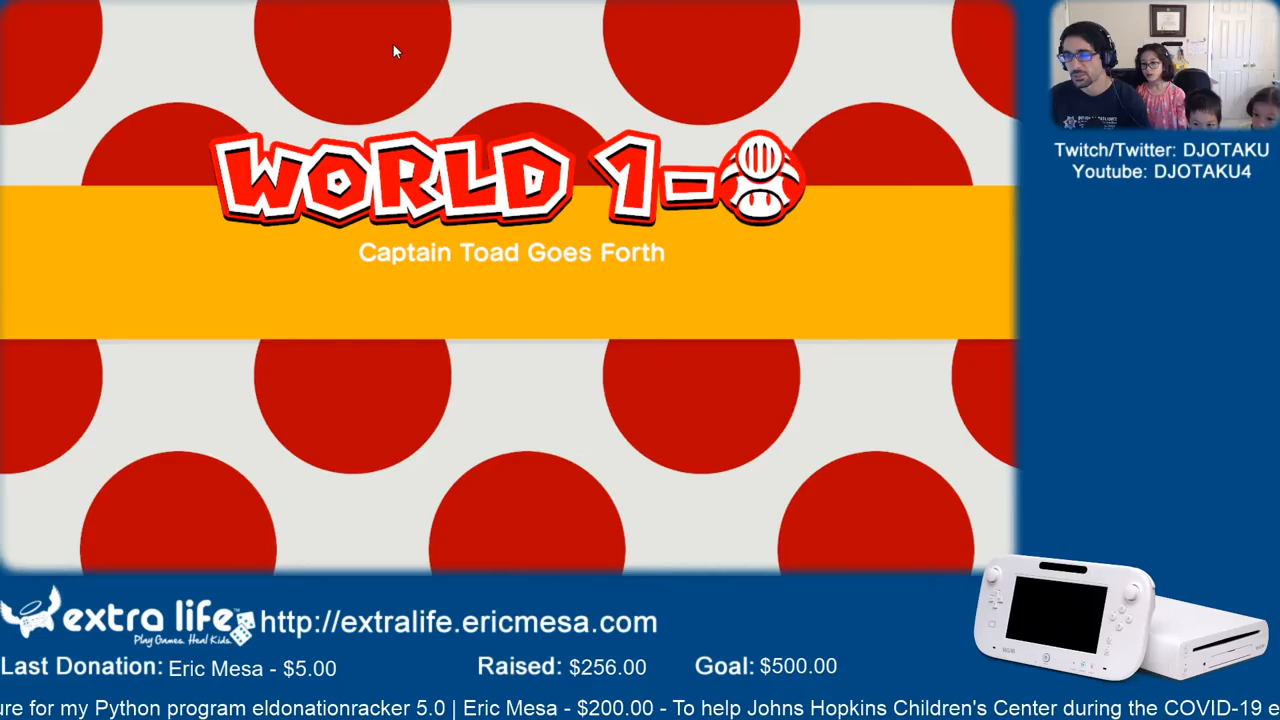 WORLD 1-
Captain Toad Goes Forth
Twitch/Twitter: DJOTAKU
Youtube: DJOTAKU4
extra life
Play Games. Heal Kids.
http://extralife.ericmesa.com
Last Donation: Eric Mesa - $5.00 Raised: $256.00 Goal: $500.00
ure for my Python program eldonationracker 5.0 | Eric Mesa - $200.00 - To help Johns Hopkins Children's Center during the COVID-19 e